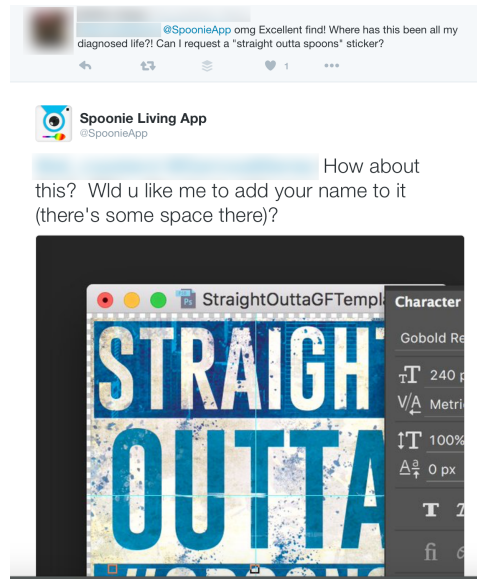 @SpoonieApp omg Excellent find! Where has this been all my
diagnosed life?! Can I request a "straight outta spoons" sticker?
1
Spoonie Living App
@SpoonieApp
How about
this? Wld u like me to add your name to it
(there's some space there)?
Ps StraightOuttaGFTempl
Character
STRAIGH
Gobold Re
240 p
V/A Metri
100%
OUTTA
0 px
T
fi